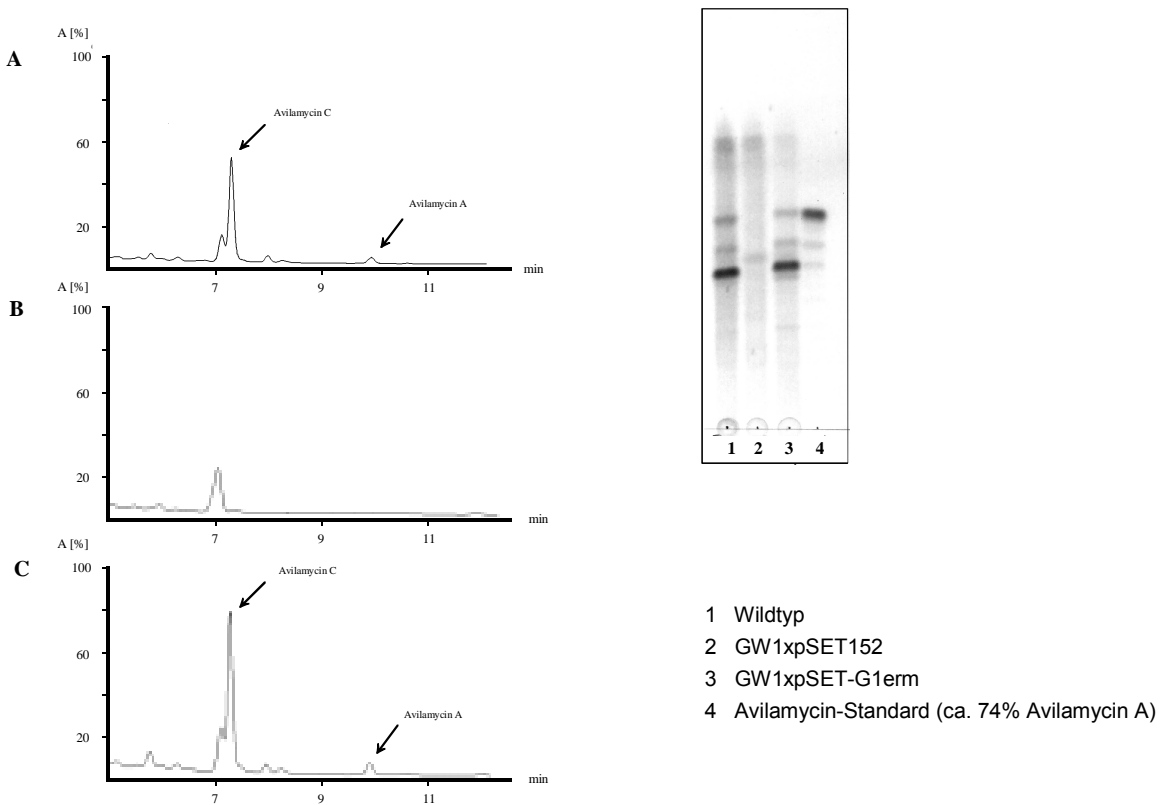 A [%]
A
100
60
20
Avilamycin C
Avilamycin A
min
7 9 11
A [%]
B
100
60
20
min
7 9 11
A [%]
C
100
60
20
Avilamycin C
Avilamycin A
min
7 9 11
1 2 3 4
1 Wildtyp
2 GW1xpSET152
3 GW1xpSET-G1erm
4 Avilamycin-Standard (ca. 74% Avilamycin A)